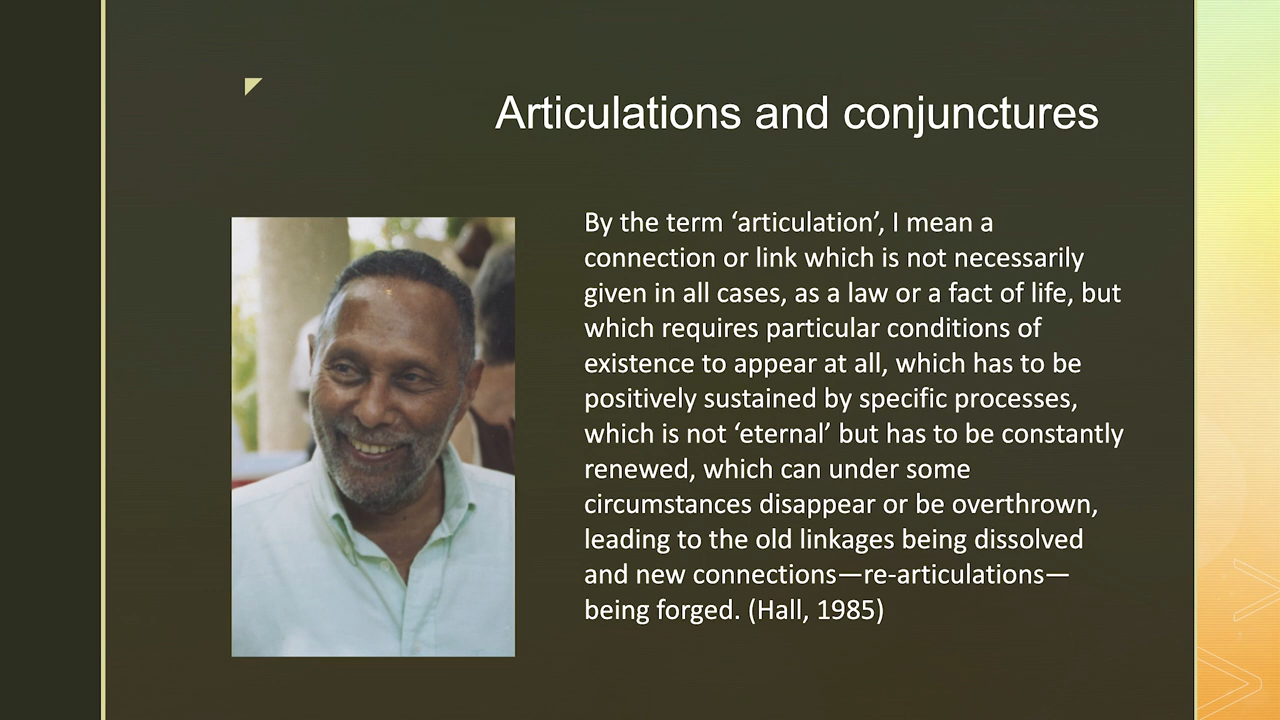 Articulations and conjunctures
By the term ‘articulation’, I mean a
connection or link which is not necessarily
given in all cases, as a law or a fact of life, but
which requires particular conditions of
existence to appear at all, which has to be
positively sustained by specific processes,
which is not ‘eternal’ but has to be constantly
renewed, which can under some
circumstances disappear or be overthrown,
leading to the old linkages being dissolved
and new connections—re-articulations—
being forged. (Hall, 1985)